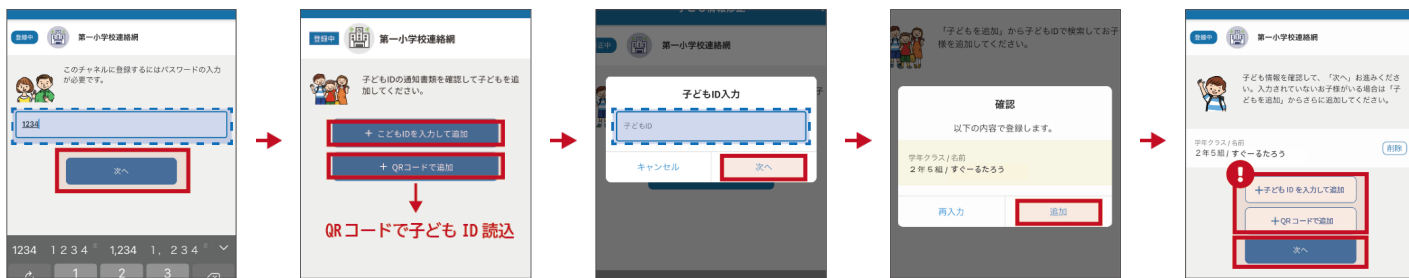 登録中
第一小学校連絡網
このチャネルに登録するにはパスワードの入力
が必要です。
1234
次へ
1234
1 2 3 4
1,234
1, 2 3 4
1
2
3
登録中
第一小学校連絡網
子どもIDの通知書類を確認して子どもを追
加してください。
+ こどもIDを入力して追加
+ QRコードで追加
QRコードで子ども ID 読込
第一小学校連絡網
子どもID入力
子どもID
キャンセル
次へ
「子どもを追加」から子どもIDで検索してお子
様を追加してください。
確認
以下の内容で登録します。
学年クラス / 名前
2年5組 / すぐーるたろう
再入力
追加
登録中
第一小学校連絡網
子ども情報を確認して、「次へ」お進みくださ
い。入力されていないお子様がいる場合は「子
どもを追加」からさらに追加してください。
学年クラス / 名前
2年5組 / すぐーるたろう
削除
!
+子ども ID を入力して追加
+QR コードで追加
次へ